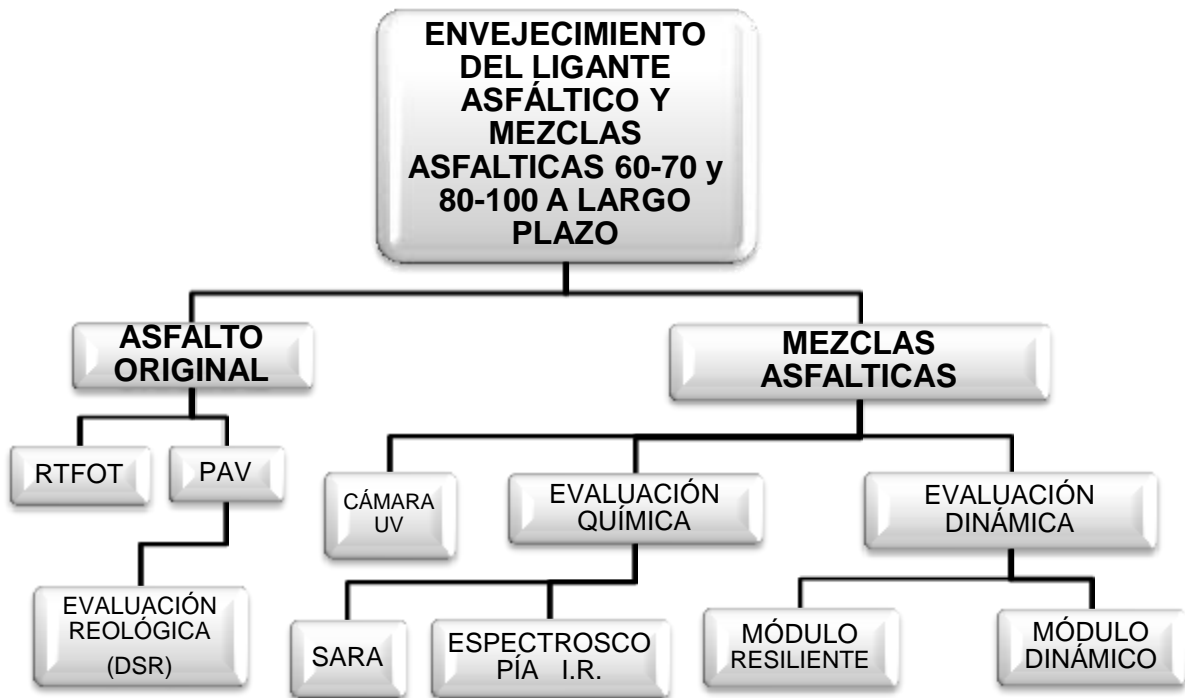 ENVEJECIMIENTO
DEL LIGANTE
ASFÁLTICO Y
MEZCLAS
ASFALTICAS 60-70 y
80-100 A LARGO
PLAZO
ASFALTO
ORIGINAL
MEZCLAS
ASFALTICAS
RTFOT
PAV
CÁMARA
UV
EVALUACIÓN
QUÍMICA
EVALUACIÓN
DINÁMICA
EVALUACIÓN
REOLÓGICA
(DSR)
SARA
ESPECTROSCO
PÍA I.R.
MÓDULO
RESILIENTE
MÓDULO
DINÁMICO